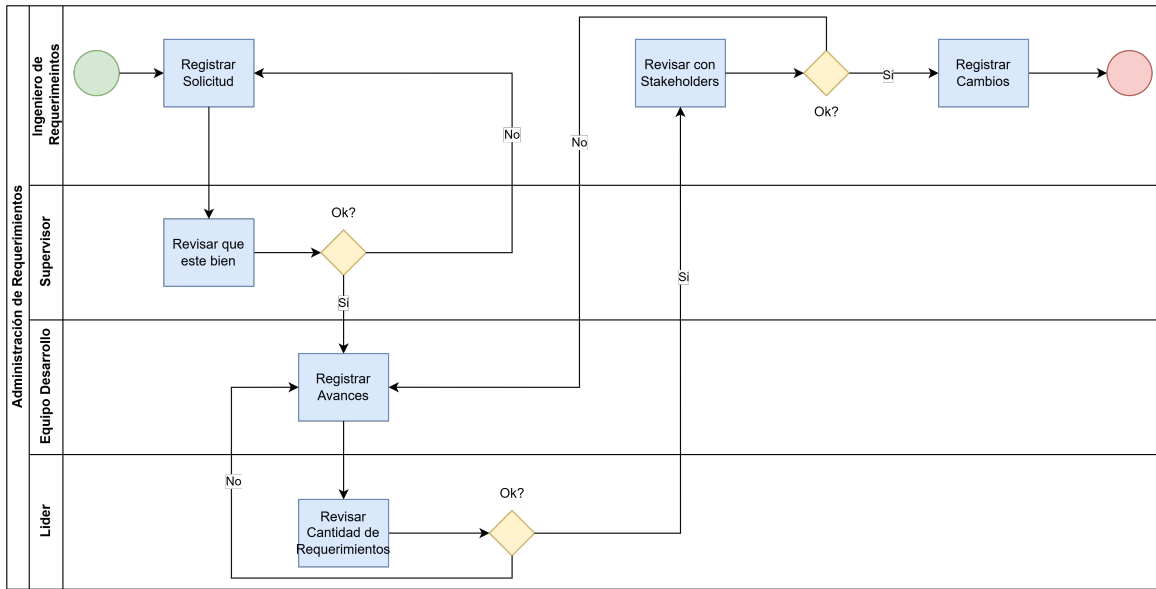 Administración de Requerimientos
Ingeniero de
Requerimeintos
Registrar
Solicitud
No
No
Revisar con
Stakeholders
Ok?
Si
Registrar
Cambios
Supervisor
Revisar que
este bien
Ok?
Si
Si
Equipo Desarrollo
Registrar
Avances
Lider
No
Revisar
Cantidad de
Requerimientos
Ok?